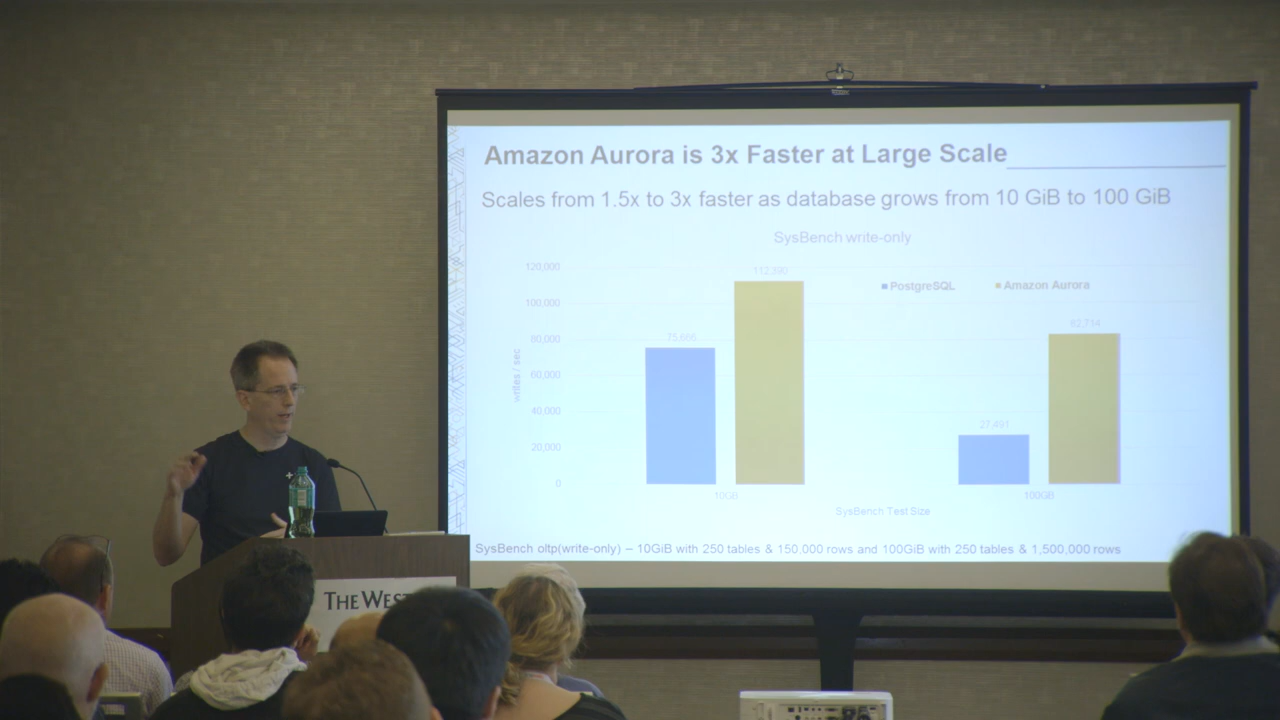 Amazon Aurora is 3x Faster at Large Scale
Scales from 1.5x to 3x faster as database grows from 10 GiB to 100 GiB
SysBench write-only
120,000
100,000
80,000
60,000
40,000
20,000
0
writes / sec
PostgreSQL
Amazon Aurora
75,666
27,491
82,714
10GB
100GB
SysBench Test Size
SysBench oltp(write-only) – 10GiB with 250 tables & 150,000 rows and 100GiB with 250 tables & 1,500,000 rows
THE WEST